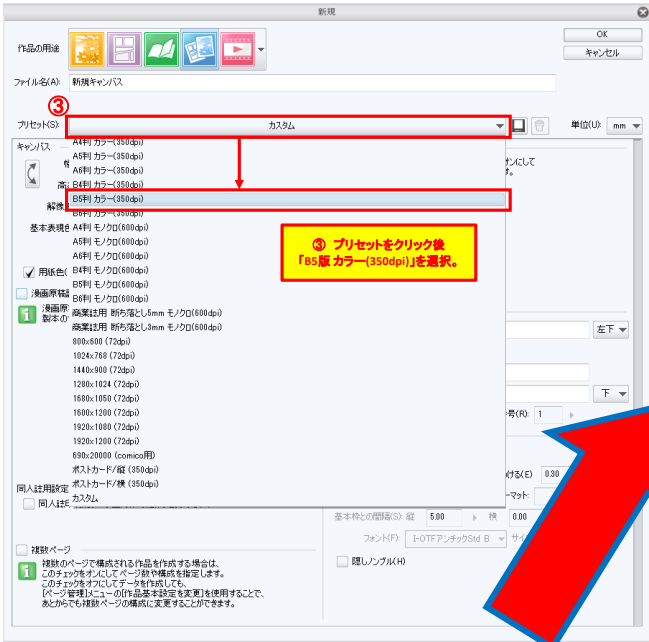 新規
OK
作品の用途
キャンセル
ファイル名(A): 新規キャンバス
③
プリセット(S): カスタム 単位(U): mm
キャンバス
A4判 カラー(350dpi)
A5判 カラー(350dpi)
A6判 カラー(350dpi)
B4判 カラー(350dpi)
B5判 カラー(350dpi)
B6判 カラー(350dpi)
解像
基本表現色 A4判 モノクロ(600dpi)
A5判 モノクロ(600dpi)
A6判 モノクロ(600dpi)
用紙色( B4判 モノクロ(600dpi)
B5判 モノクロ(600dpi)
漫画原稿 B6判 モノクロ(600dpi)
漫画原 商業誌用 断ち落とし5mm モノクロ(600dpi)
製本の 商業誌用 断ち落とし3mm モノクロ(600dpi)
800x600 (72dpi)
1024x768 (72dpi)
1440x900 (72dpi)
1280x1024 (72dpi)
1680x1050 (72dpi)
1600x1200 (72dpi)
1920x1080 (72dpi)
1920x1200 (72dpi)
690x20000 (comico用)
ポストカード/縦 (350dpi)
ポストカード/横 (350dpi)
カスタム
オンにして
す。
③ プリセットをクリック後
「B5版 カラー(350dpi)」を選択。
左下
下
号(R): 1
ける(E) 0.30
ーマット:
同人誌用設定
同人誌
基本枠との間隔(S): 縦 5.00 横 0.00
フォント(F): I-OTFアンチックStd B サイ
隠しノンブル(H)
複数ページ
複数のページで構成される作品を作成する場合は、
このチェックをオンにしてページ数や構成を指定します。
このチェックをオフにしてデータを作成しても、
[ページ管理]メニューの[作品基本設定を変更]を使用することで、
あとからでも複数ページの構成に変更することができます。